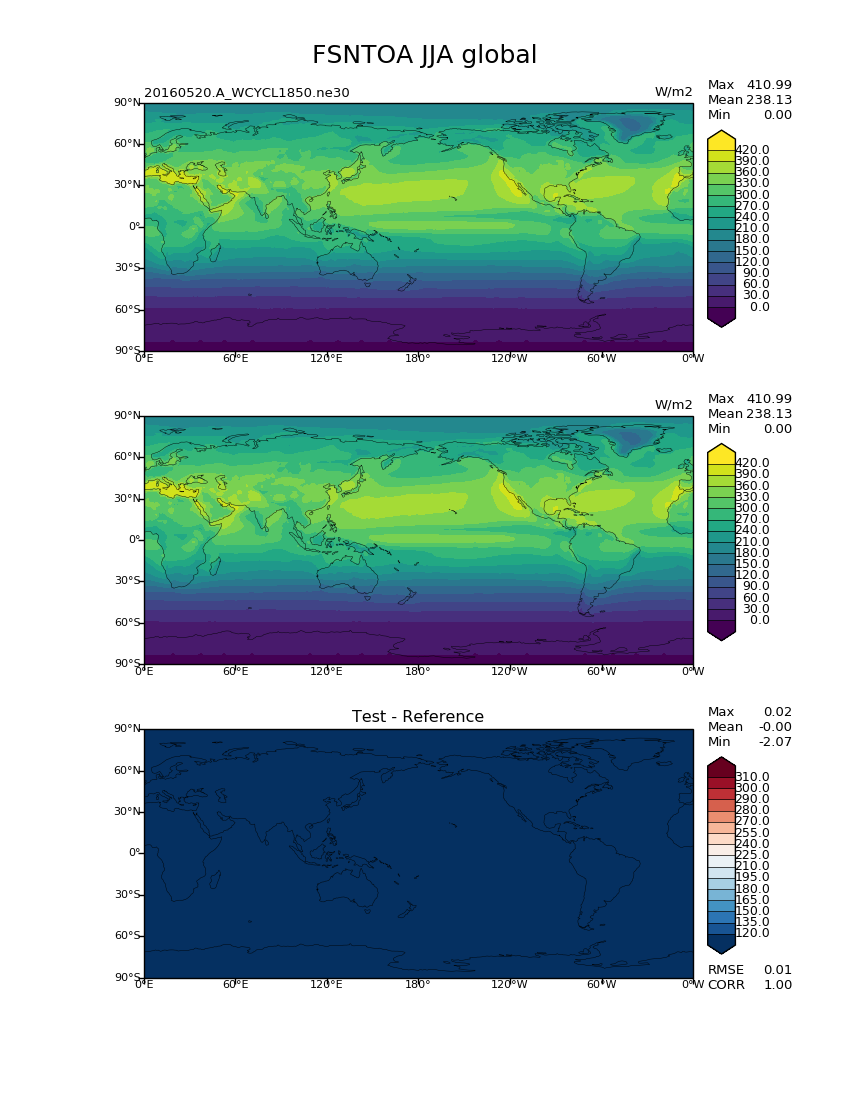 FSNTOA JJA global
20160520.A_WCYCL1850.ne30
W/m2
Max 410.99
Mean 238.13
Min 0.00
90°N
60°N
30°N
0°
30°S
60°S
90°S
0°E 60°E 120°E 180° 120°W 60°W 0°W
420.0
390.0
360.0
330.0
300.0
270.0
240.0
210.0
180.0
150.0
120.0
90.0
60.0
30.0
0.0
W/m2
Max 410.99
Mean 238.13
Min 0.00
90°N
60°N
30°N
0°
30°S
60°S
90°S
0°E 60°E 120°E 180° 120°W 60°W 0°W
420.0
390.0
360.0
330.0
300.0
270.0
240.0
210.0
180.0
150.0
120.0
90.0
60.0
30.0
0.0
Test - Reference
Max 0.02
Mean -0.00
Min -2.07
90°N
60°N
30°N
0°
30°S
60°S
90°S
0°E 60°E 120°E 180° 120°W 60°W 0°W
310.0
300.0
290.0
280.0
270.0
255.0
240.0
225.0
210.0
195.0
180.0
165.0
150.0
135.0
120.0
RMSE 0.01
CORR 1.00